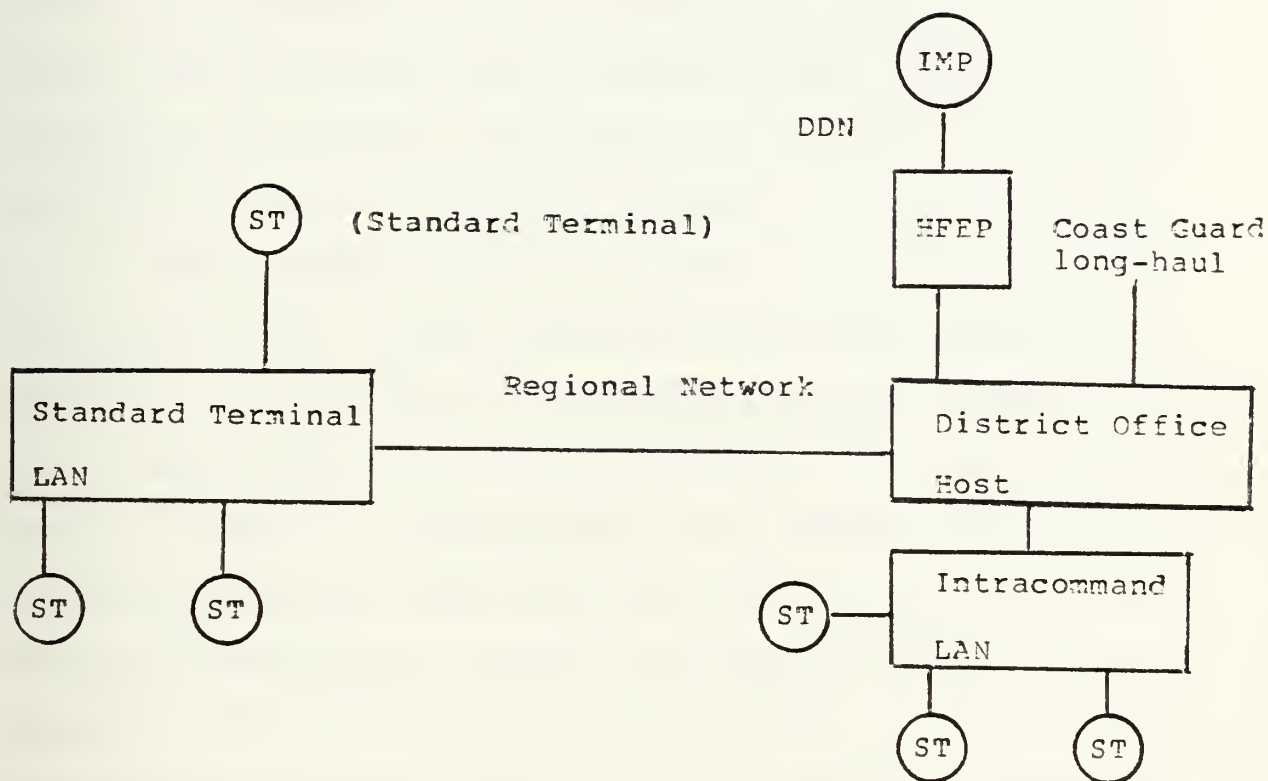 IMP
DDN
ST (Standard Terminal)
HFEP
Coast Guard
long-haul
Regional Network
Standard Terminal
LAN
District Office
Host
Intracommand
LAN
ST
ST
ST
ST
ST